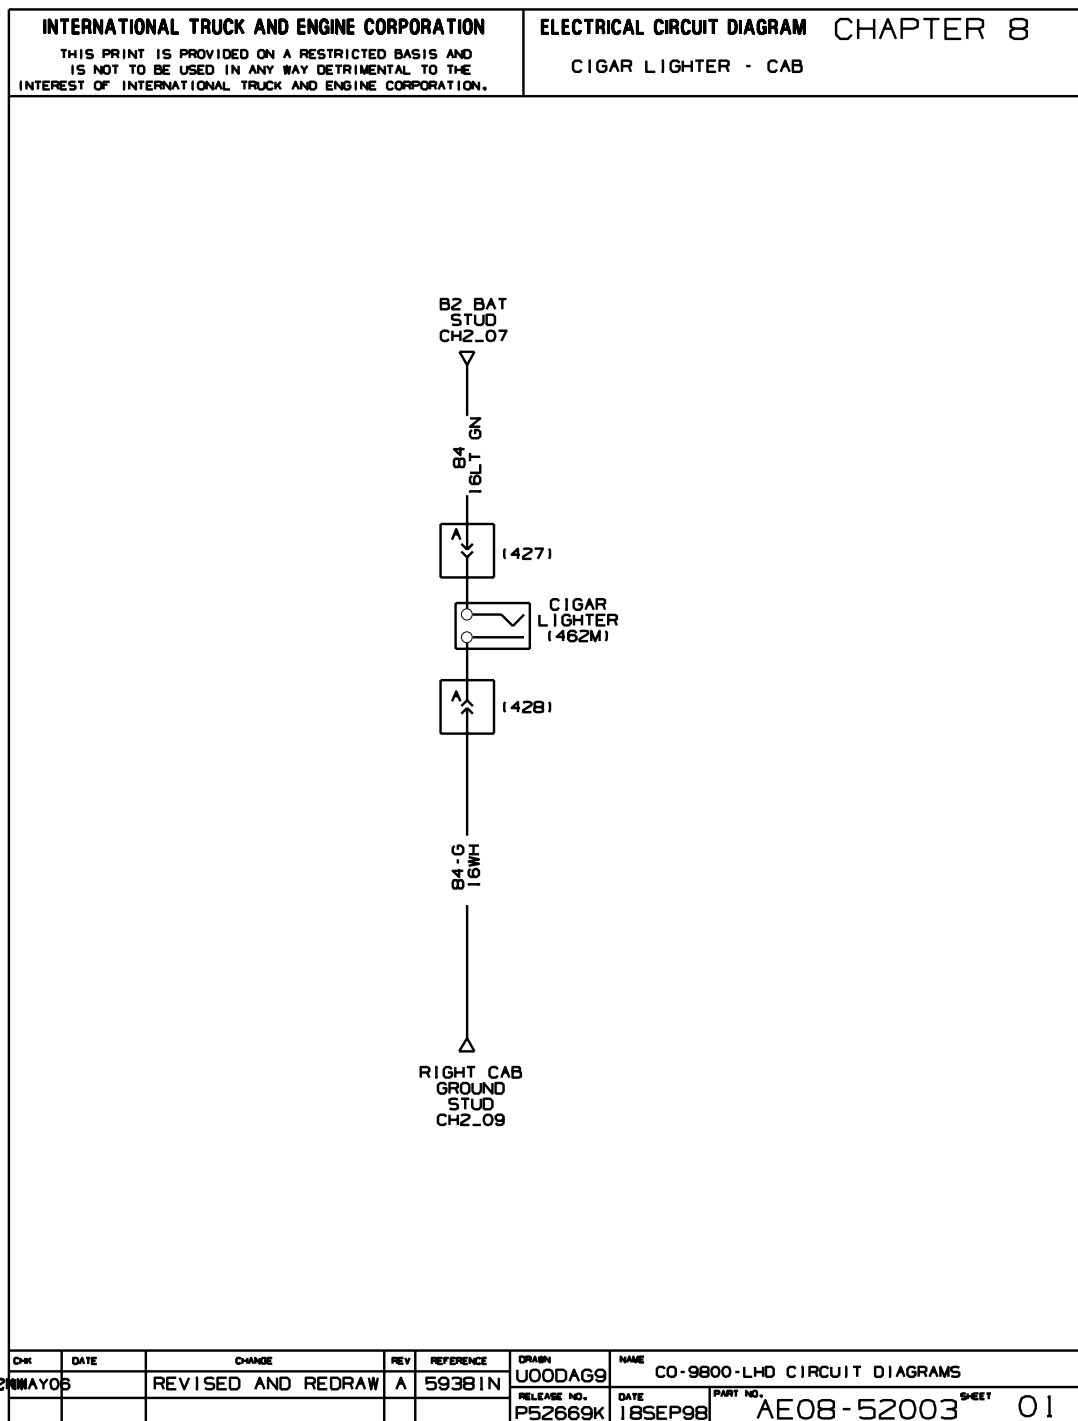 INTERNATIONAL TRUCK AND ENGINE CORPORATION
THIS PRINT IS PROVIDED ON A RESTRICTED BASIS AND
IS NOT TO BE USED IN ANY WAY DETRIMENTAL TO THE
INTEREST OF INTERNATIONAL TRUCK AND ENGINE CORPORATION.
ELECTRICAL CIRCUIT DIAGRAM CHAPTER 8
CIGAR LIGHTER - CAB
B2 BAT
STUD
CH2_07
84
16LT GN
A
(427)
CIGAR
LIGHTER
(462M)
A
(428)
84-G
16WH
RIGHT CAB
GROUND
STUD
CH2_09
CHK DATE CHANGE REV REFERENCE
REVISED AND REDRAW A 59381N
DRAWN
U00DAG9
NAME
CO-9800-LHD CIRCUIT DIAGRAMS
RELEASE NO.
P52669K
DATE
18SEP98
PART NO.
AE08-52003
SHEET
01